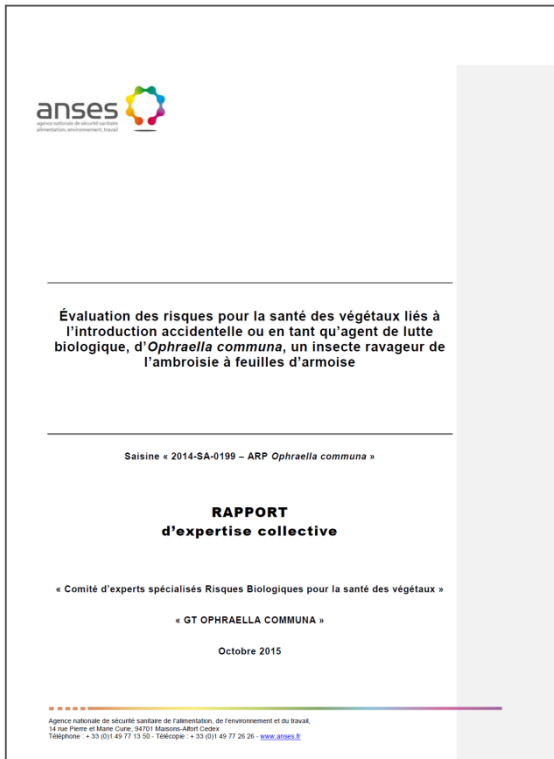 anses
agence nationale de sécurité sanitaire
alimentation, environnement, travail
Évaluation des risques pour la santé des végétaux liés à
l'introduction accidentelle ou en tant qu'agent de lutte
biologique, d'Ophraella communa, un insecte ravageur de
l'ambroisie à feuilles d'armoise
Saisine « 2014-SA-0199 – ARP Ophraella communa »
RAPPORT
d'expertise collective
« Comité d'experts spécialisés Risques Biologiques pour la santé des végétaux »
« GT OPHRAELLA COMMUNA »
Octobre 2015
Agence nationale de sécurité sanitaire de l'alimentation, de l'environnement et du travail,
14 rue Pierre et Marie Curie, 94701 Maisons-Alfort Cedex
Téléphone : + 33 (0)1 49 77 13 50 - Télécopie : + 33 (0)1 49 77 26 26 - www.anses.fr